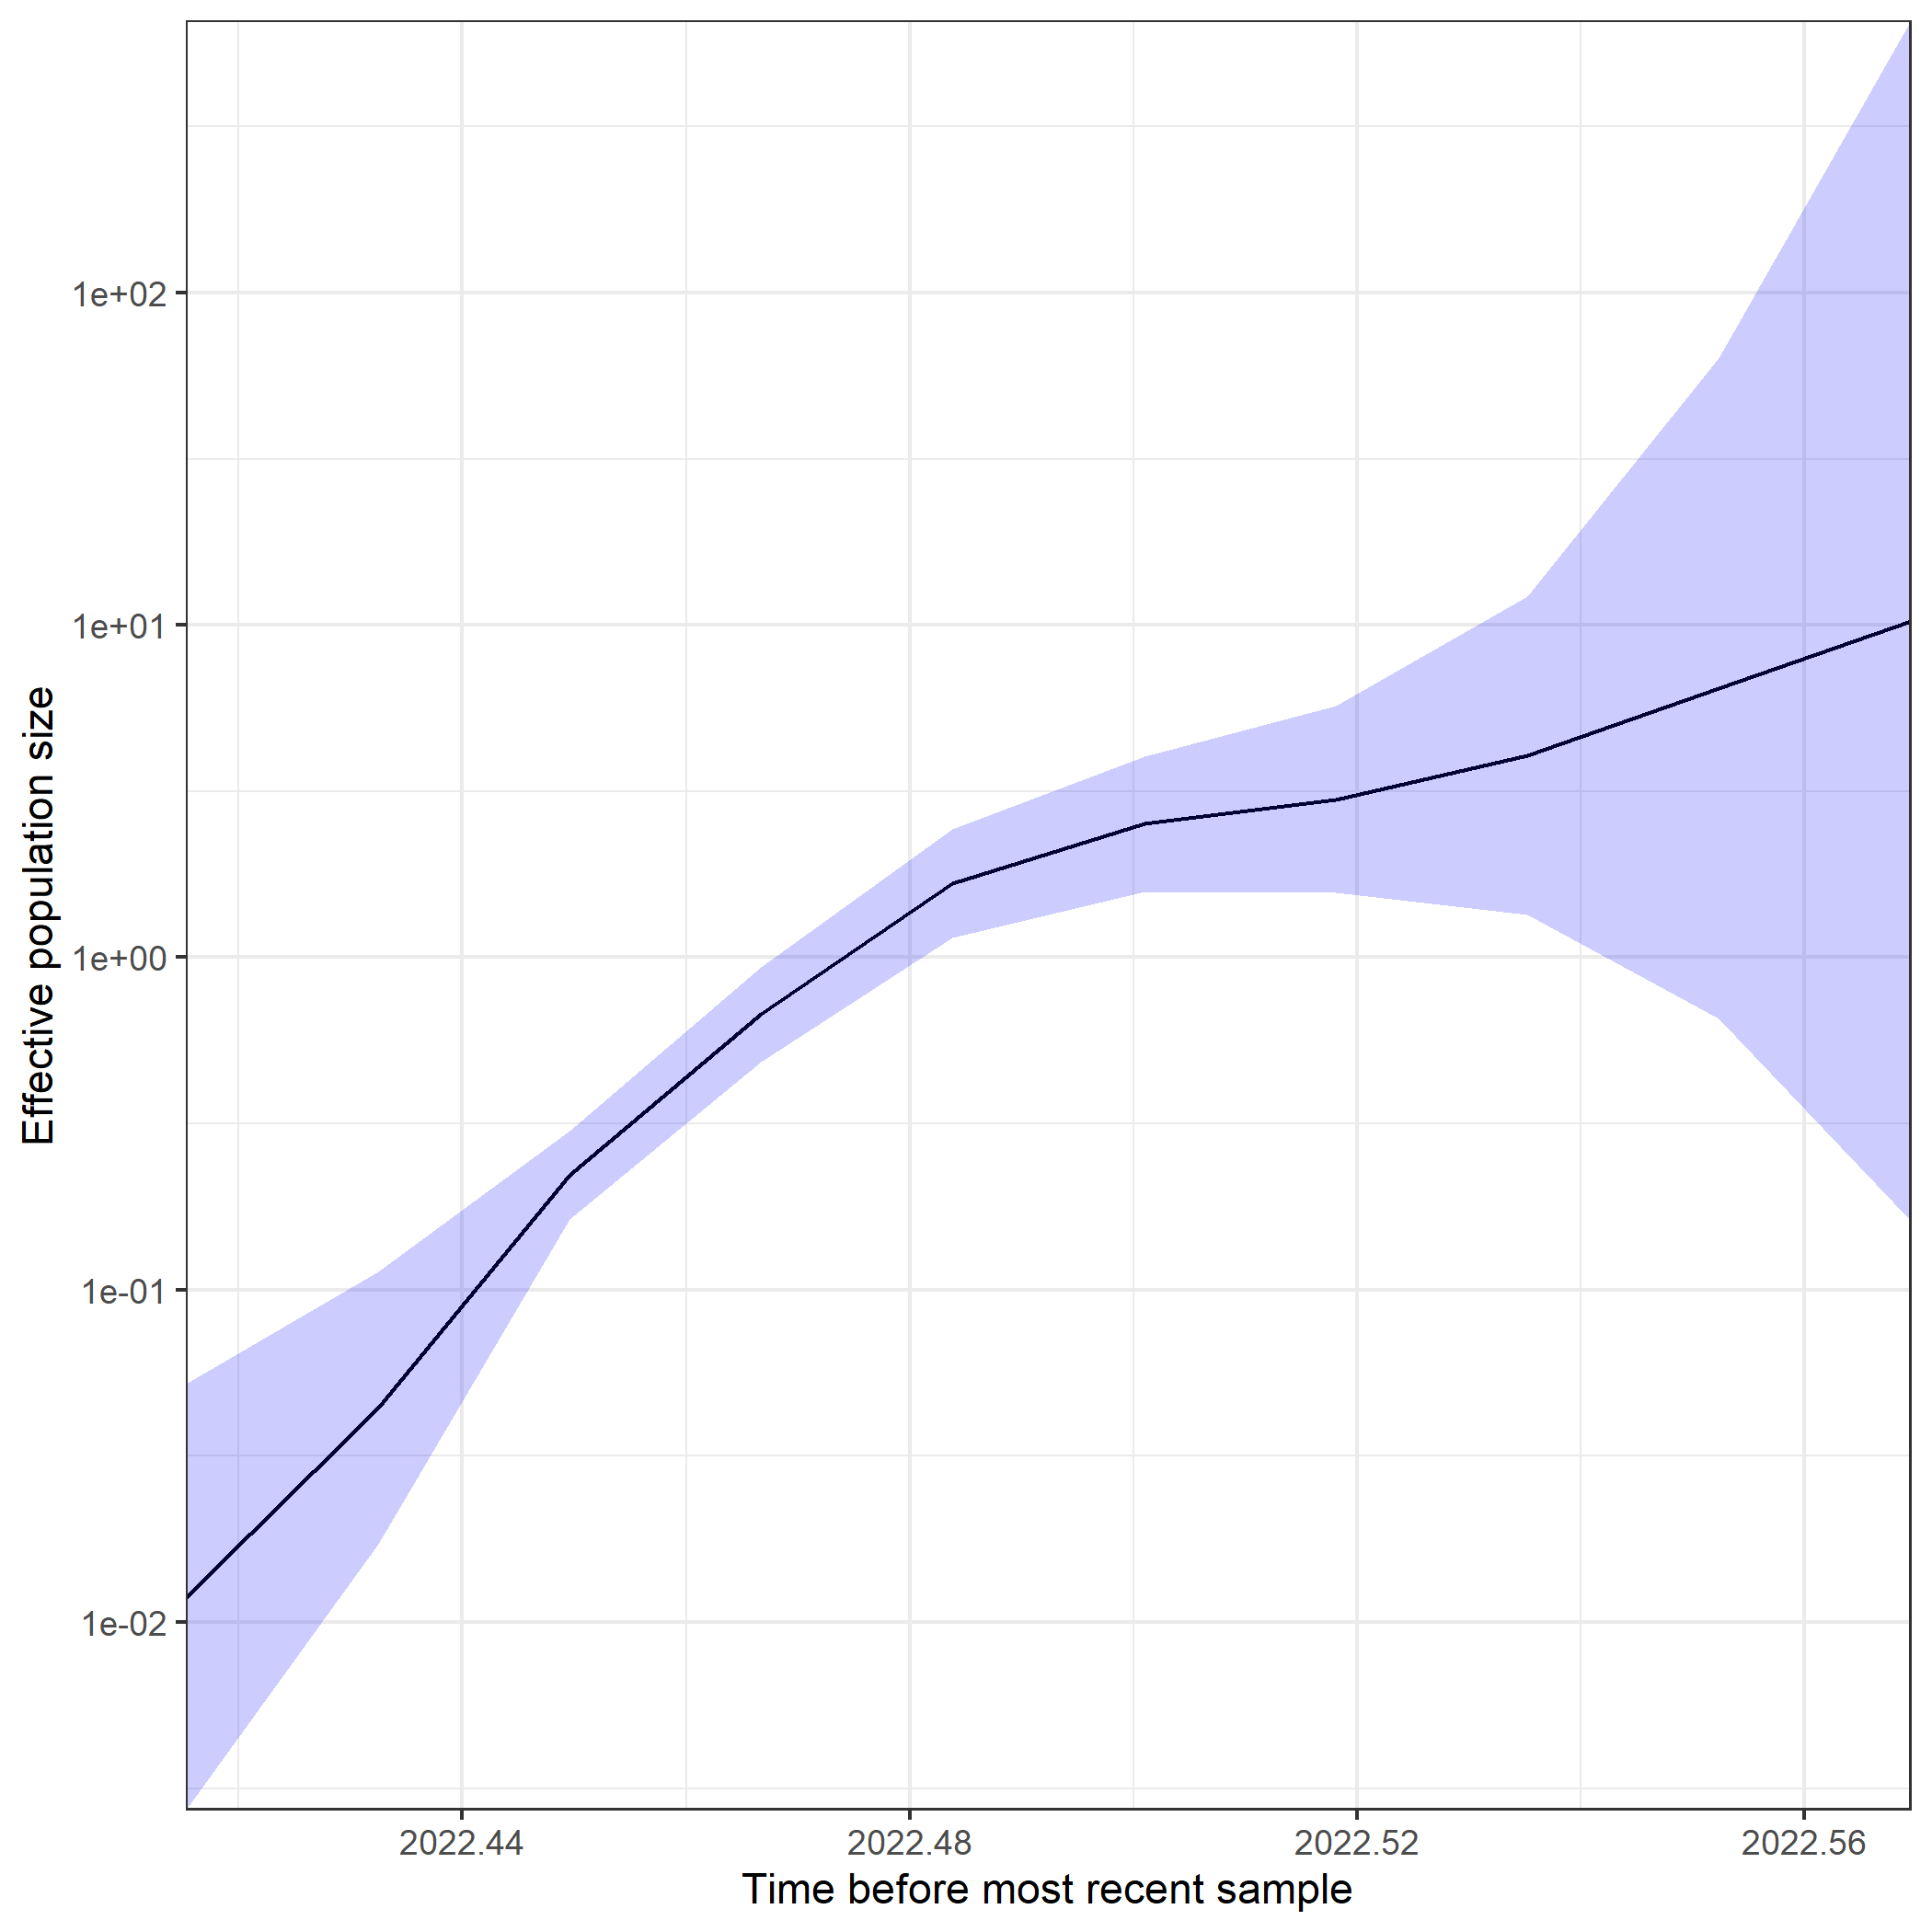 Effective population size
1e+02
1e+01
1e+00
1e-01
1e-02
2022.44 2022.48 2022.52 2022.56
Time before most recent sample